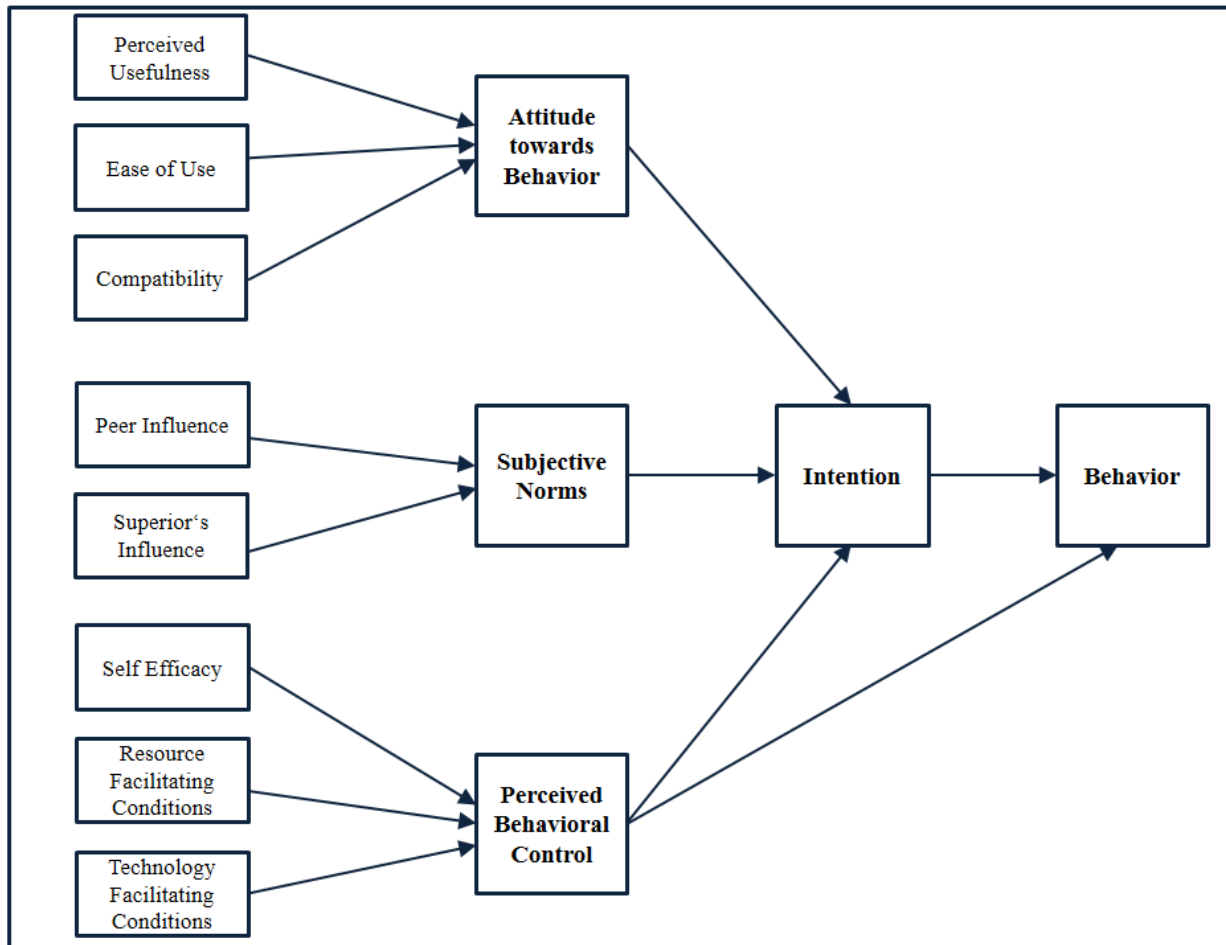 Perceived
Usefulness
Ease of Use
Compatibility
Attitude
towards
Behavior
Peer Influence
Superior‘s
Influence
Subjective
Norms
Intention
Behavior
Self Efficacy
Resource
Facilitating
Conditions
Technology
Facilitating
Conditions
Perceived
Behavioral
Control